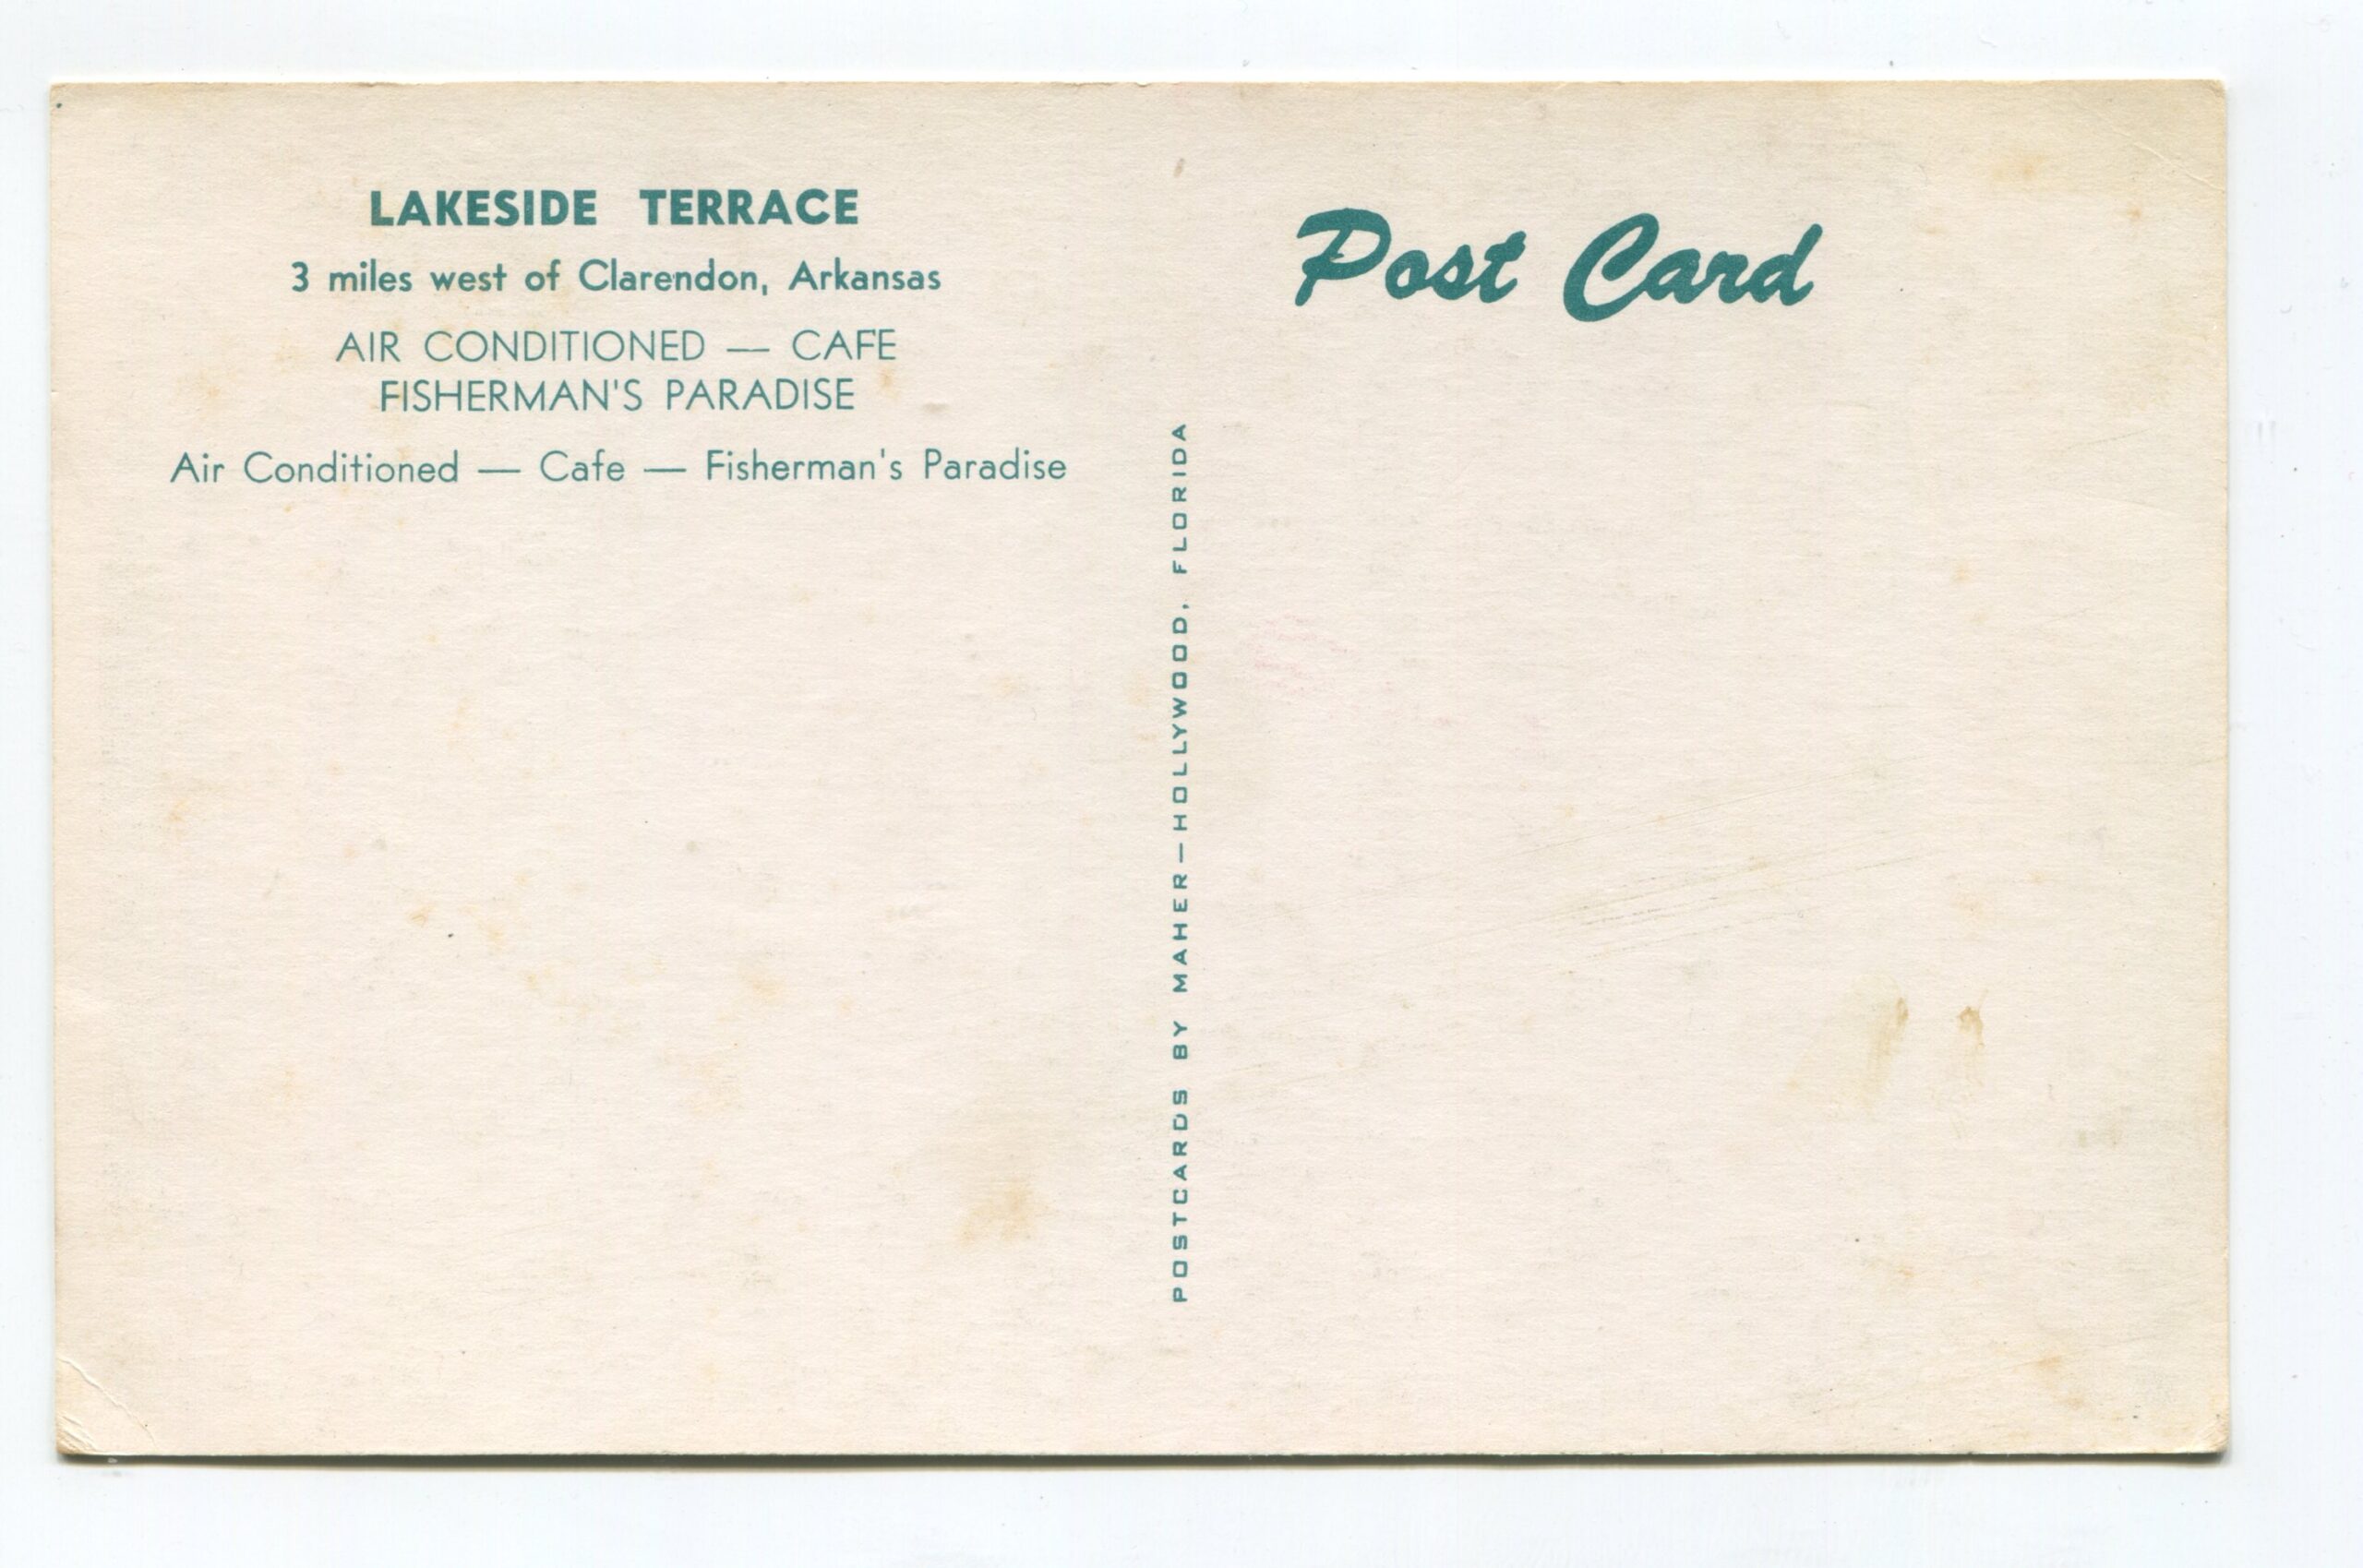 LAKESIDE TERRACE
3 miles west of Clarendon, Arkansas
AIR CONDITIONED — CAFE
FISHERMAN'S PARADISE
Air Conditioned — Cafe — Fisherman's Paradise
POSTCARDS BY MAHER—HOLLYWOOD, FLORIDA
Post Card